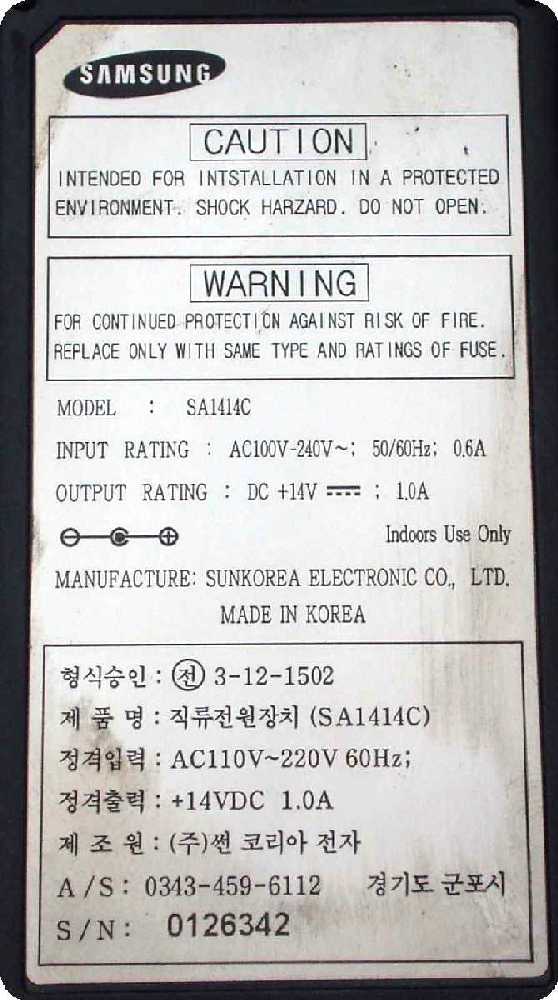 SAMSUNG
CAUTION
INTENDED FOR INTSTALLATION IN A PROTECTED
ENVIRONMENT. SHOCK HARZARD. DO NOT OPEN.
WARNING
FOR CONTINUED PROTECTION AGAINST RISK OF FIRE.
REPLACE ONLY WITH SAME TYPE AND RATINGS OF FUSE.
MODEL : SA1414C
INPUT RATING : AC100V-240V~; 50/60Hz; 0.6A
OUTPUT RATING : DC +14V ⎓ ; 1.0A
Indoors Use Only
MANUFACTURE: SUNKOREA ELECTRONIC CO., LTD.
MADE IN KOREA
형식승인 : 전 3-12-1502
제 품 명 : 직류전원장치 (SA1414C)
정격입력 : AC110V~220V 60Hz;
정격출력 : +14VDC 1.0A
제 조 원 : (주)썬 코리아 전자
A/S : 0343-459-6112 경기도 군포시
S/N : 0126342